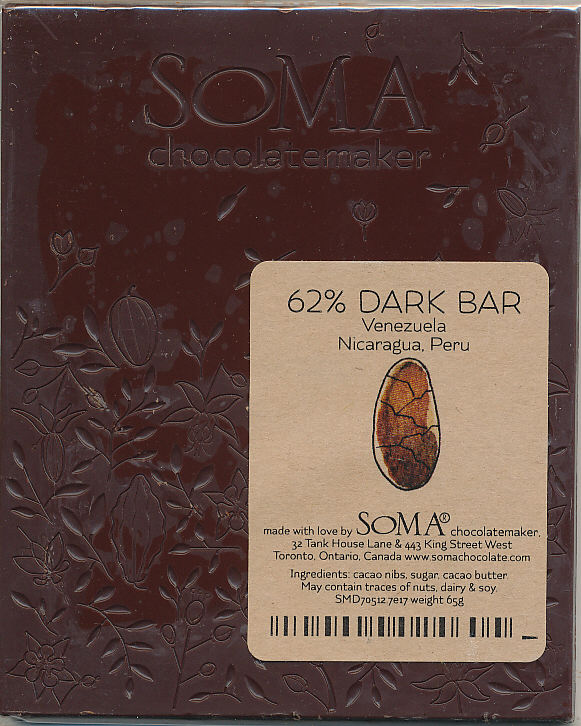 SOMA
chocolatemaker
62% DARK BAR
Venezuela
Nicaragua, Peru
made with love by SOMA® chocolatemaker.
32 Tank House Lane & 443 King Street West
Toronto, Ontario, Canada www.somachocolate.com
Ingredients: cacao nibs, sugar, cacao butter.
May contain traces of nuts, dairy & soy.
SMD70512.7e17 weight 65g